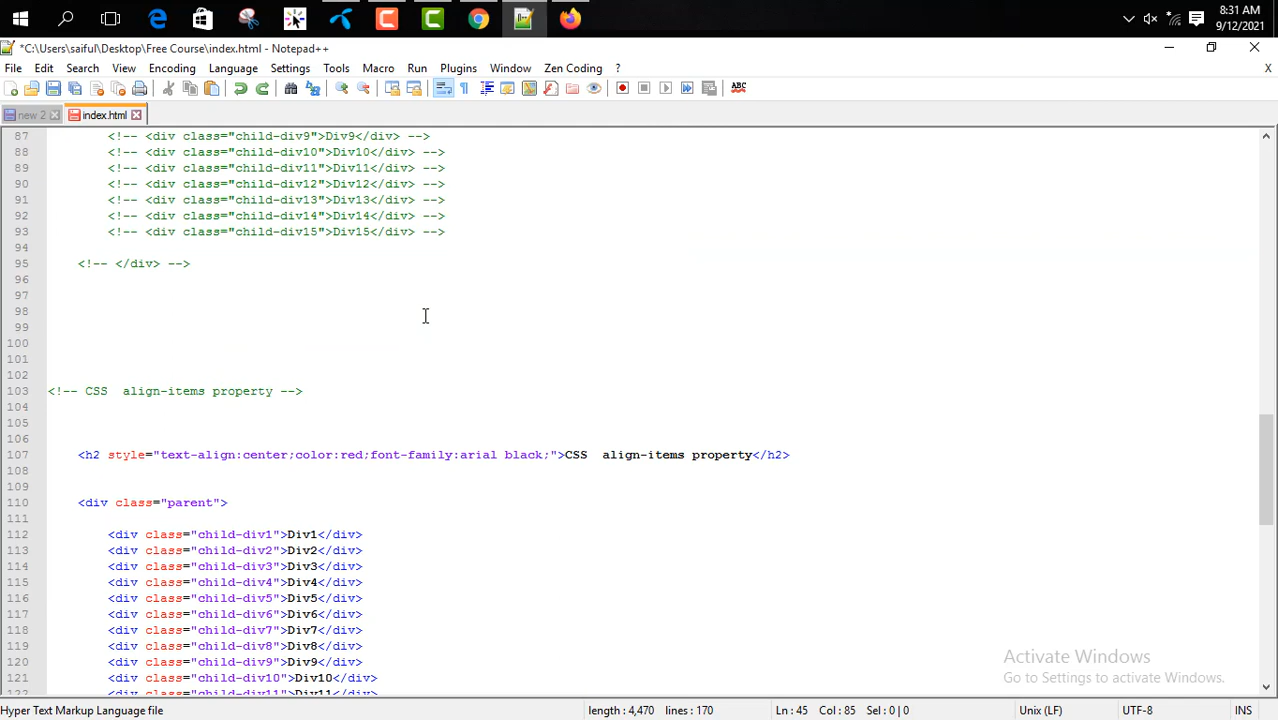 8:31 AM
9/12/2021
*C:\Users\saiful\Desktop\Free Course\index.html - Notepad++
File Edit Search View Encoding Language Settings Tools Macro Run Plugins Window Zen Coding ? X
ABC
new 2 index.html
87 <!-- <div class="child-div9">Div9</div> -->
88 <!-- <div class="child-div10">Div10</div> -->
89 <!-- <div class="child-div11">Div11</div> -->
90 <!-- <div class="child-div12">Div12</div> -->
91 <!-- <div class="child-div13">Div13</div> -->
92 <!-- <div class="child-div14">Div14</div> -->
93 <!-- <div class="child-div15">Div15</div> -->
94
95 <!-- </div> -->
96
97
98
99
100
101
102
103 <!-- CSS  align-items property -->
104
105
106
107 <h2 style="text-align:center;color:red;font-family:arial black;">CSS  align-items property</h2>
108
109
110 <div class="parent">
111
112 <div class="child-div1">Div1</div>
113 <div class="child-div2">Div2</div>
114 <div class="child-div3">Div3</div>
115 <div class="child-div4">Div4</div>
116 <div class="child-div5">Div5</div>
117 <div class="child-div6">Div6</div>
118 <div class="child-div7">Div7</div>
119 <div class="child-div8">Div8</div>
120 <div class="child-div9">Div9</div>
121 <div class="child-div10">Div10</div>
122 <div class="child-div11">Div11</div>
Activate Windows
Go to Settings to activate Windows.
Hyper Text Markup Language file length : 4,470 lines : 170 Ln : 45 Col : 85 Sel : 0 | 0 Unix (LF) UTF-8 INS